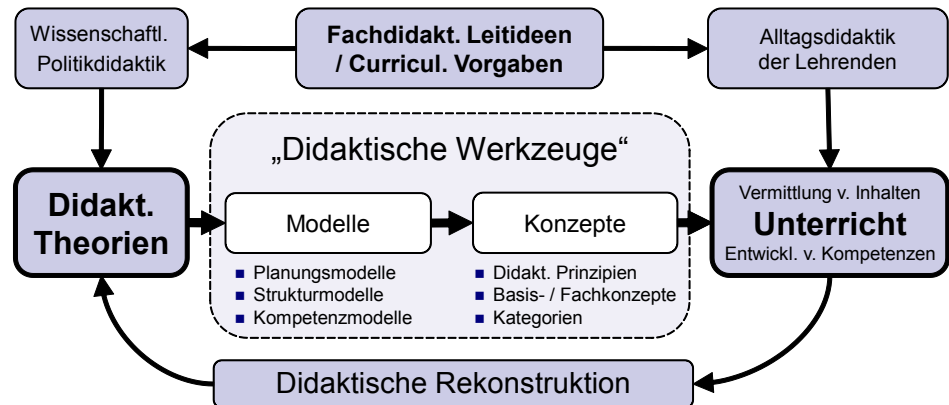 Wissenschaftl.
Politikdidaktik
Fachdidakt. Leitideen
/ Curricul. Vorgaben
Alltagsdidaktik
der Lehrenden
„Didaktische Werkzeuge“
Didakt.
Theorien
Modelle
Konzepte
Vermittlung v. Inhalten
Unterricht
Entwickl. v. Kompetenzen
■ Planungsmodelle
■ Strukturmodelle
■ Kompetenzmodelle
■ Didakt. Prinzipien
■ Basis- / Fachkonzepte
■ Kategorien
Didaktische Rekonstruktion